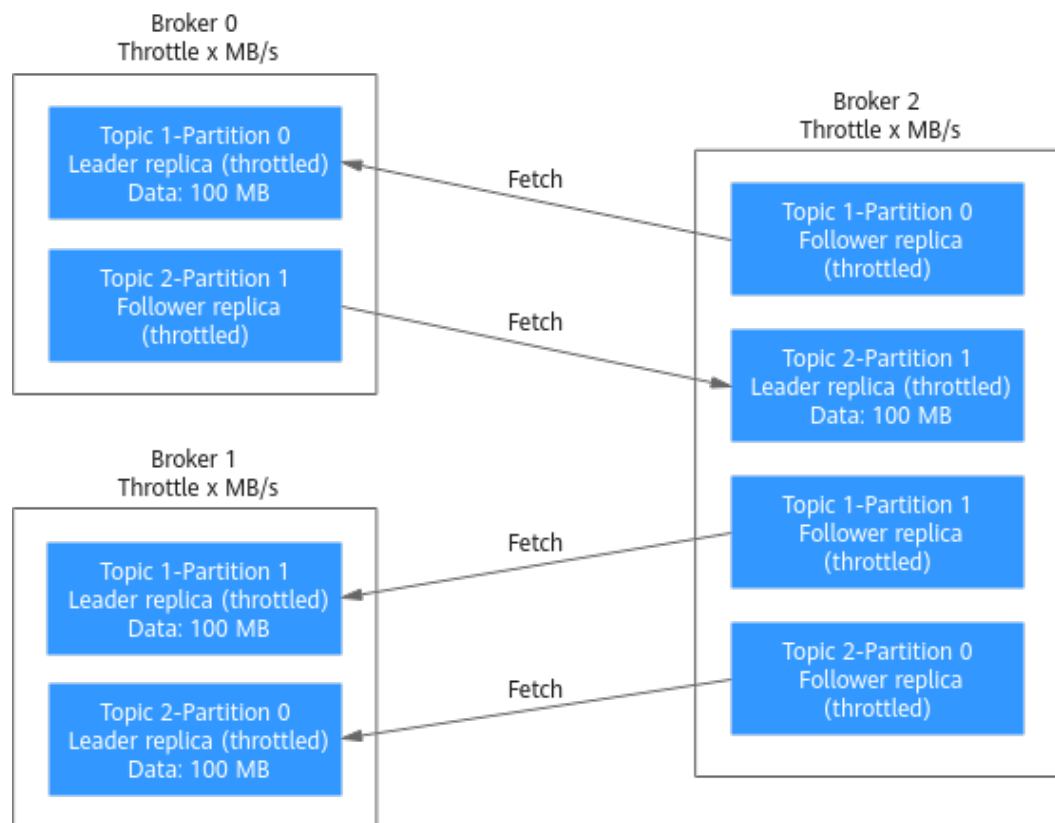 Broker 0
Throttle x MB/s
Topic 1-Partition 0
Leader replica (throttled)
Data: 100 MB
Topic 2-Partition 1
Follower replica
(throttled)
Broker 1
Throttle x MB/s
Topic 1-Partition 1
Leader replica (throttled)
Data: 100 MB
Topic 2-Partition 0
Leader replica (throttled)
Data: 100 MB
Fetch
Fetch
Fetch
Fetch
Broker 2
Throttle x MB/s
Topic 1-Partition 0
Follower replica
(throttled)
Topic 2-Partition 1
Leader replica (throttled)
Data: 100 MB
Topic 1-Partition 1
Follower replica
(throttled)
Topic 2-Partition 0
Follower replica
(throttled)